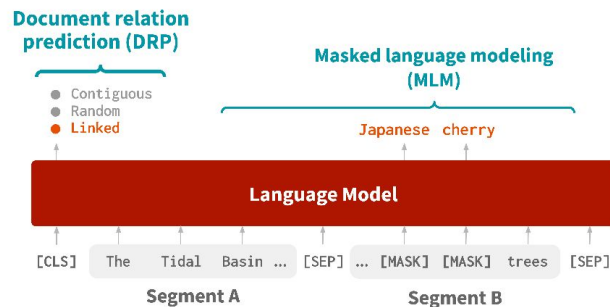 Document relation
prediction (DRP)
Contiguous
Random
Linked
Masked language modeling
(MLM)
Japanese cherry
Language Model
[CLS] The Tidal Basin ... [SEP] ... [MASK] [MASK] trees [SEP]
Segment A
Segment B